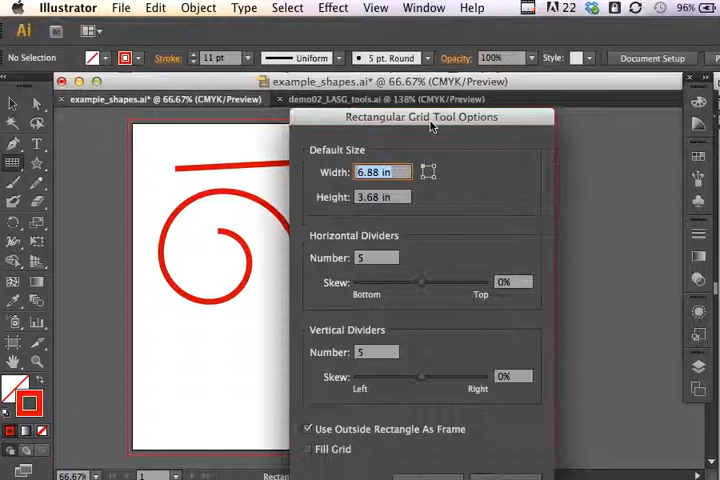 Illustrator File Edit Object Type Select Effect View 22 96%
Ai
No Selection Stroke: 11 pt Uniform 5 pt. Round Opacity: 100% Style: Document Setup
example_shapes.ai* @ 66.67% (CMYK/Preview)
example_shapes.ai* @ 66.67% (CMYK/Preview) demo02_LASG_tools.ai @ 138% (CMYK/Preview)
Rectangular Grid Tool Options
Default Size
Width: 6.88 in
Height: 3.68 in
Horizontal Dividers
Number: 5
Skew: 0%
Bottom Top
Vertical Dividers
Number: 5
Skew: 0%
Left Right
Use Outside Rectangle As Frame
Fill Grid
66.67% 1